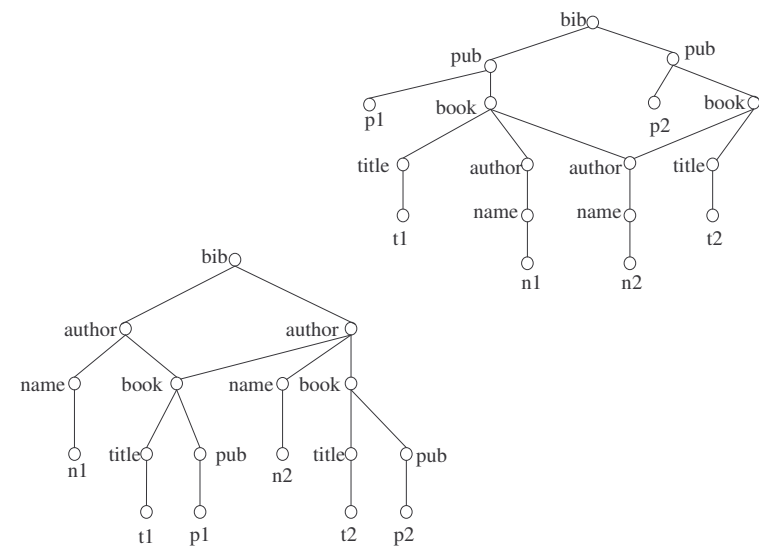 bib
pub
pub
p1
book
p2
book
title
author
author
title
name
name
t1
t2
n1
n2
bib
author
author
name
book
name
book
title
pub
title
pub
n1
n2
t1
p1
t2
p2